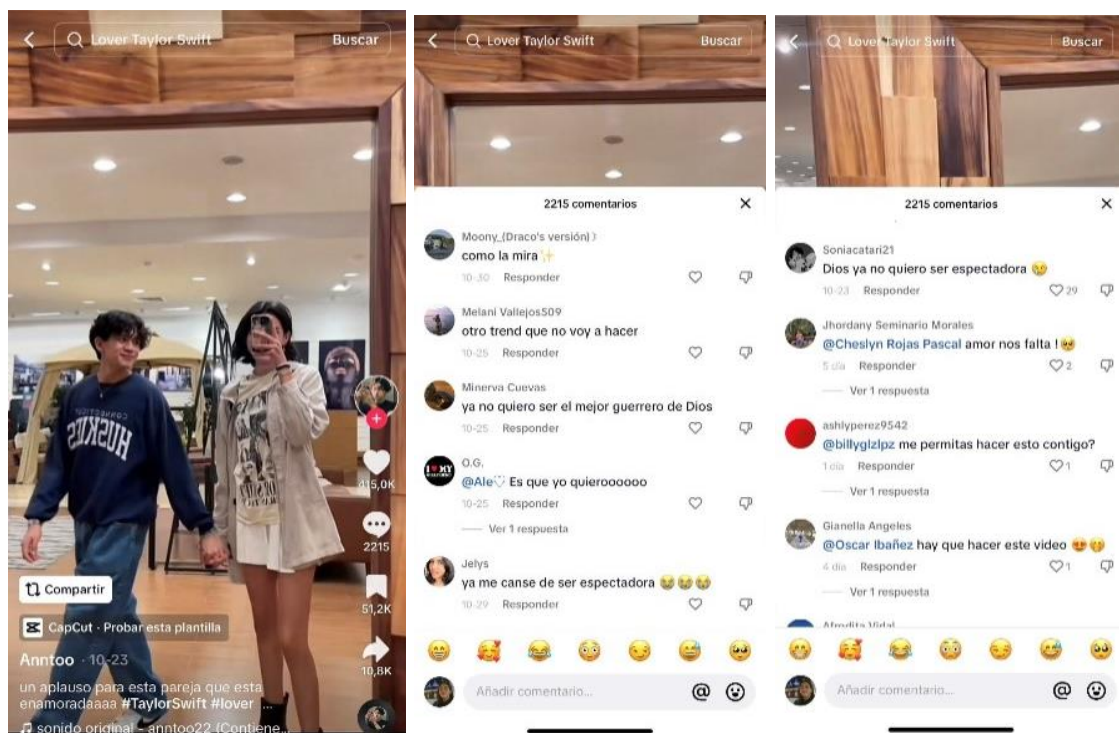 Lover Taylor Swift
Buscar
CONNECTICUT
HUSKIES
415,0K
2215
51,2K
10,8K
Compartir
CapCut · Probar esta plantilla
Anntoo · 10-23
un aplauso para esta pareja que esta
enamoradaaaa #TaylorSwift #lover ...
sonido original - anntoo22 (Contiene...
Lover Taylor Swift
Buscar
2215 comentarios
Moony_(Draco's versión)☽
como la mira✨
10-30 Responder
Melani Vallejos509
otro trend que no voy a hacer
10-25 Responder
Minerva Cuevas
ya no quiero ser el mejor guerrero de Dios
10-25 Responder
O.G.
@Ale♡ Es que yo quieroooooo
10-25 Responder
Ver 1 respuesta
Jelys
ya me canse de ser espectadora 😭😭😭
10-29 Responder
Añadir comentario...
Lover Taylor Swift
Buscar
2215 comentarios
Soniacatari21
Dios ya no quiero ser espectadora 😢
10-23 Responder 29
Jhordany Seminario Morales
@Cheslyn Rojas Pascal amor nos falta !🥺
5 día Responder 2
Ver 1 respuesta
ashlyperez9542
@billyglzlpz me permitas hacer esto contigo?
1 día Responder 1
Ver 1 respuesta
Gianella Angeles
@Oscar Ibañez hay que hacer este video 😍🤭
4 día Responder 1
Ver 1 respuesta
Afrodita Vidal
Añadir comentario...